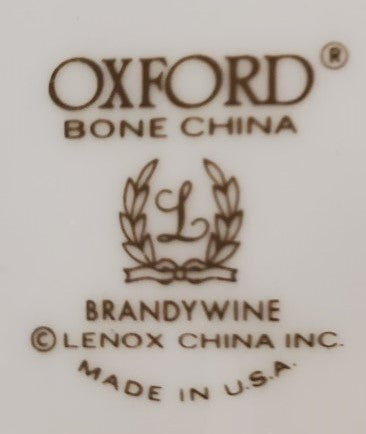 OXFORD®
BONE CHINA
L
BRANDYWINE
© LENOX CHINA INC.
MADE IN U.S.A.